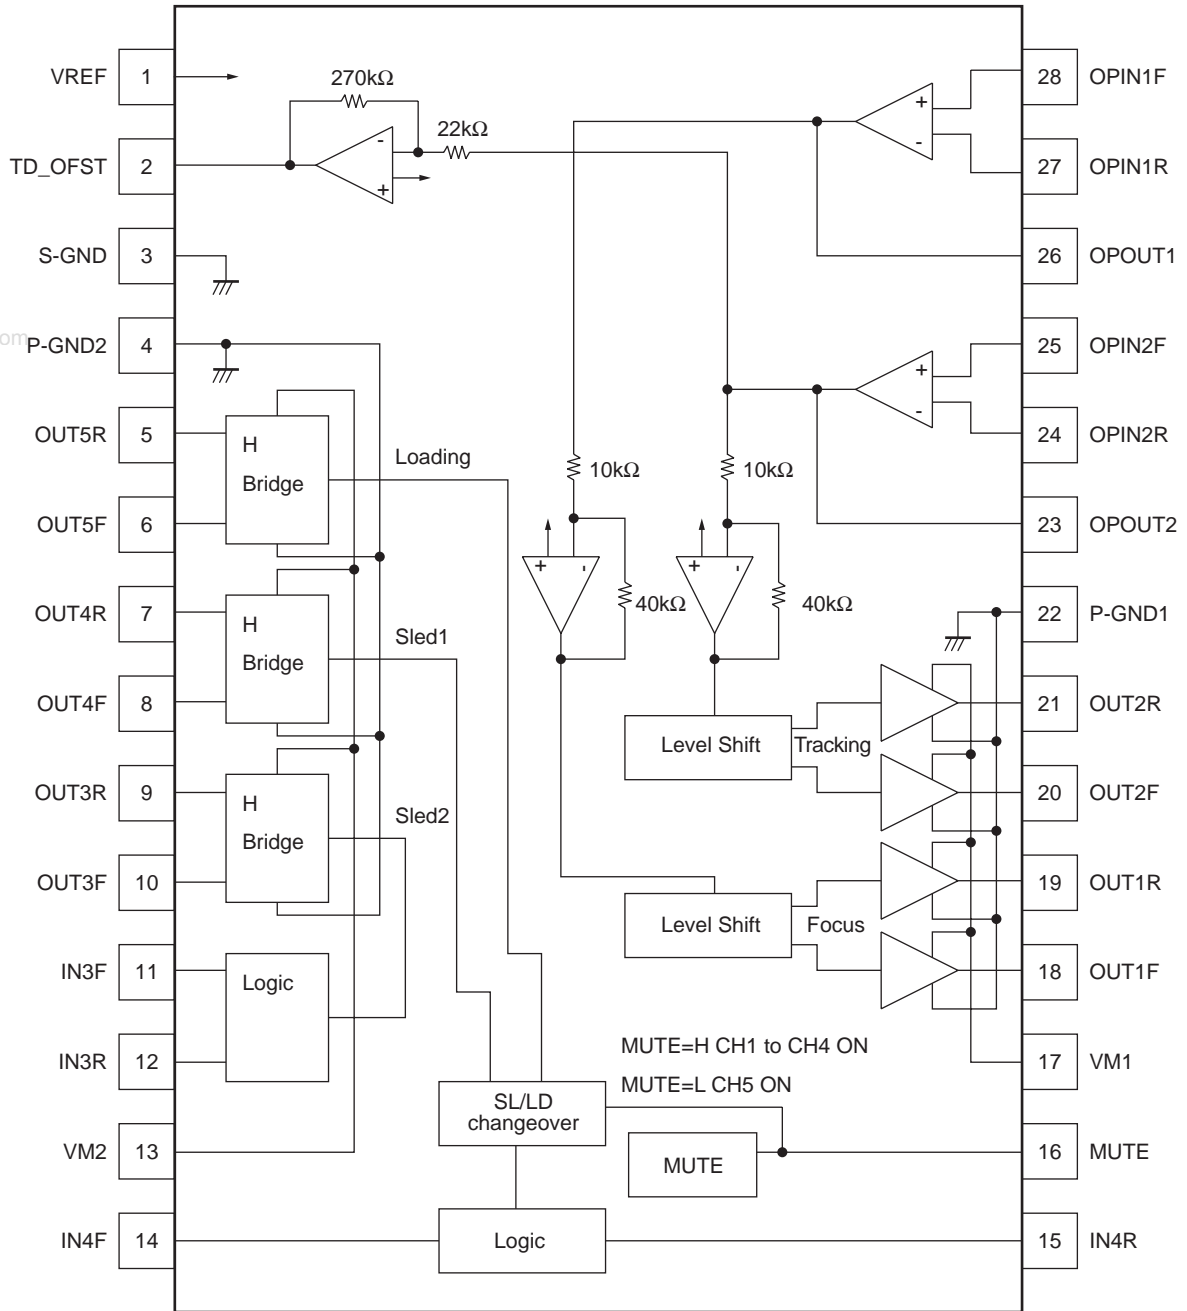 VREF 1
TD_OFST 2
S-GND 3
P-GND2 4
OUT5R 5
OUT5F 6
OUT4R 7
OUT4F 8
OUT3R 9
OUT3F 10
IN3F 11
IN3R 12
VM2 13
IN4F 14
om
270kΩ
22kΩ
-
+
+
-
+
-
10kΩ
10kΩ
+
-
+
-
40kΩ
40kΩ
H
Bridge
Loading
H
Bridge
Sled1
H
Bridge
Sled2
Logic
Level Shift
Tracking
Level Shift
Focus
MUTE=H CH1 to CH4 ON
MUTE=L CH5 ON
SL/LD
changeover
MUTE
Logic
28 OPIN1F
27 OPIN1R
26 OPOUT1
25 OPIN2F
24 OPIN2R
23 OPOUT2
22 P-GND1
21 OUT2R
20 OUT2F
19 OUT1R
18 OUT1F
17 VM1
16 MUTE
15 IN4R